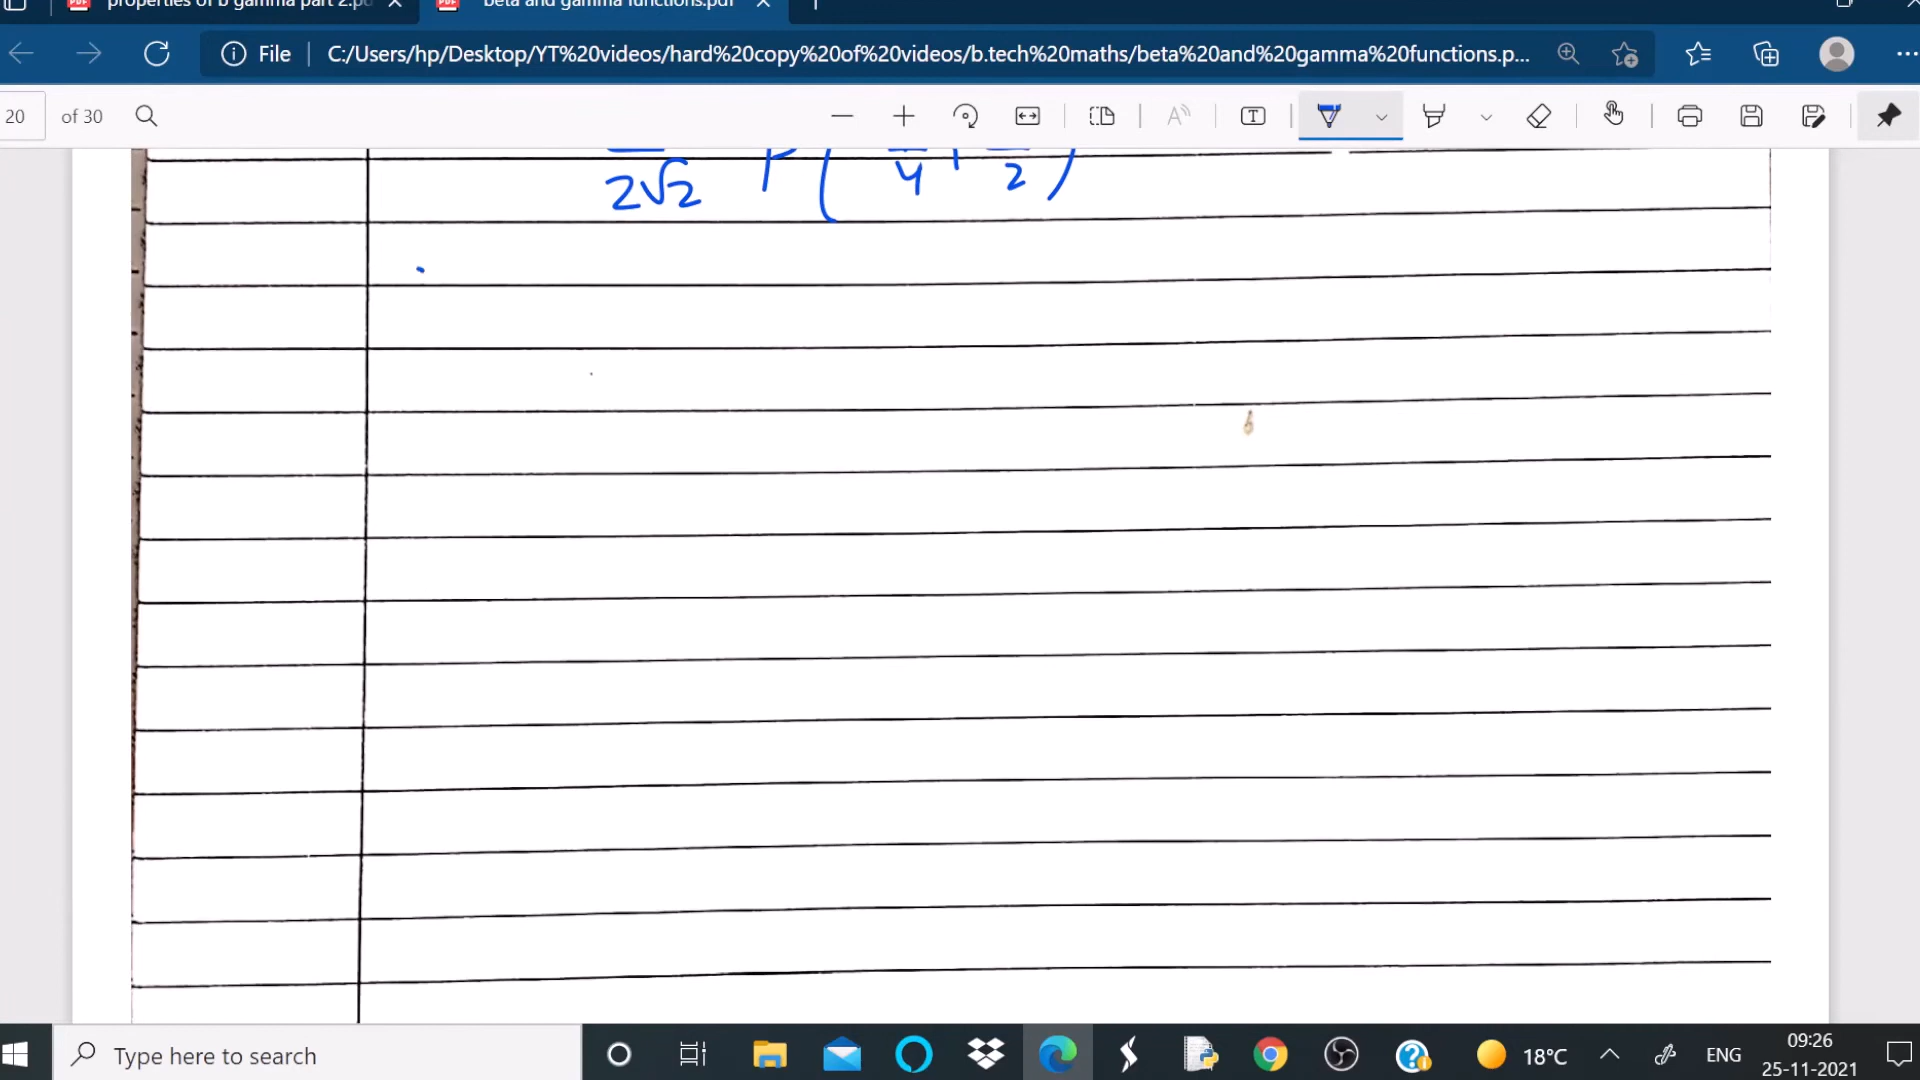 properties of b gamma part 2.pd
beta and gamma functions.pdf
File
C:/Users/hp/Desktop/YT%20videos/hard%20copy%20of%20videos/b.tech%20maths/beta%20and%20gamma%20functions.p...
20 of 30
2√2 β ( 4 , 2 )
Type here to search
18°C
ENG
09:26
25-11-2021